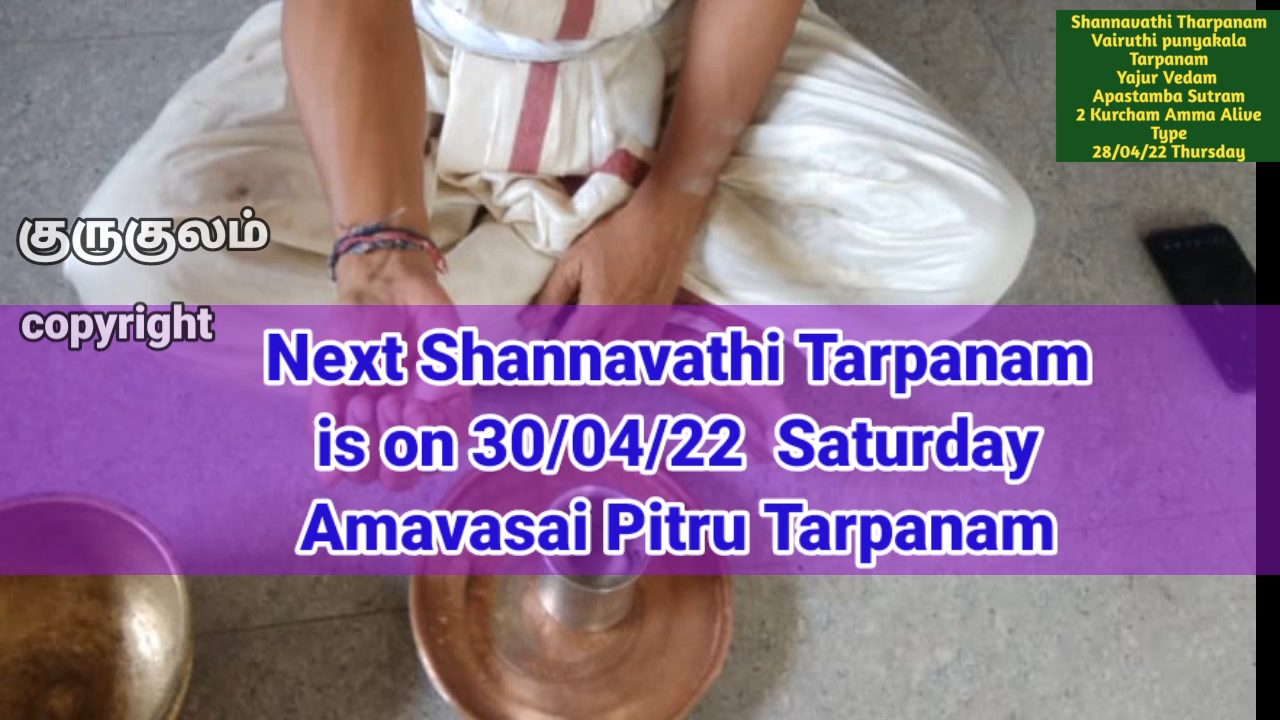 Shannavathi Tharpanam
Vairuthi punyakala
Tarpanam
Yajur Vedam
Apastamba Sutram
2 Kurcham Amma Alive
Type
28/04/22 Thursday
குருகுலம்
copyright
Next Shannavathi Tarpanam
is on 30/04/22 Saturday
Amavasai Pitru Tarpanam